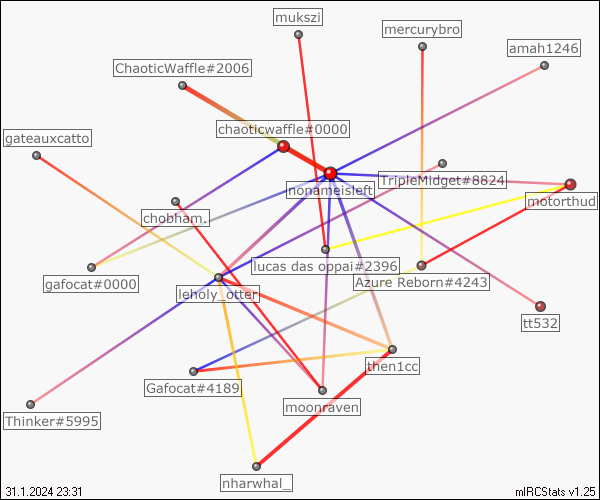 mukszi
mercurybro
amah1246
ChaoticWaffle#2006
chaoticwaffle#0000
gateauxcatto
TripleMidget#8824
nonameisleft
motorthud
chobham.
lucas das oppai#2396
Azure Reborn#4243
gafocat#0000
leholy_otter
tt532
then1cc
Gafocat#4189
moonraven
Thinker#5995
nharwhal_
31.1.2024 23:31
mIRCStats v1.25